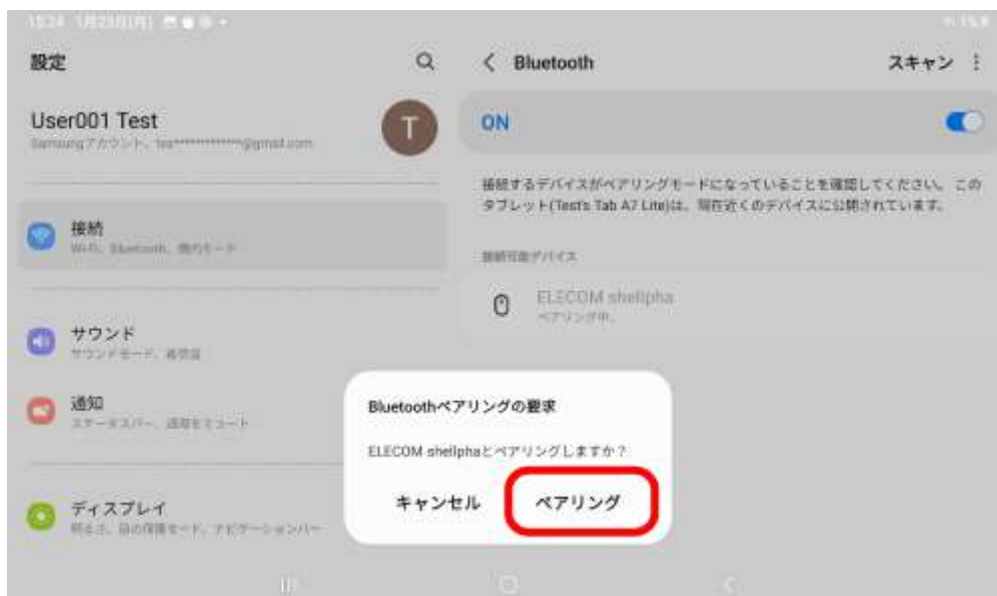 設定
Bluetooth
スキャン
User001 Test
T
ON
Samsungアカウント、tes**************@gmail.com
接続するデバイスがペアリングモードになっていることを確認してください。 この
タブレット(Test's Tab A7 Lite)は、現在近くのデバイスに公開されています。
接続
Wi-Fi、Bluetooth、機内モード
接続可能デバイス
ELECOM shellpha
ペアリング中。
サウンド
サウンドモード、着信音
通知
ステータスバー、通知をミュート
Bluetoothペアリングの要求
ELECOM shellphaとペアリングしますか？
キャンセル
ペアリング
ディスプレイ
明るさ、目の保護モード、ナビゲーションバー